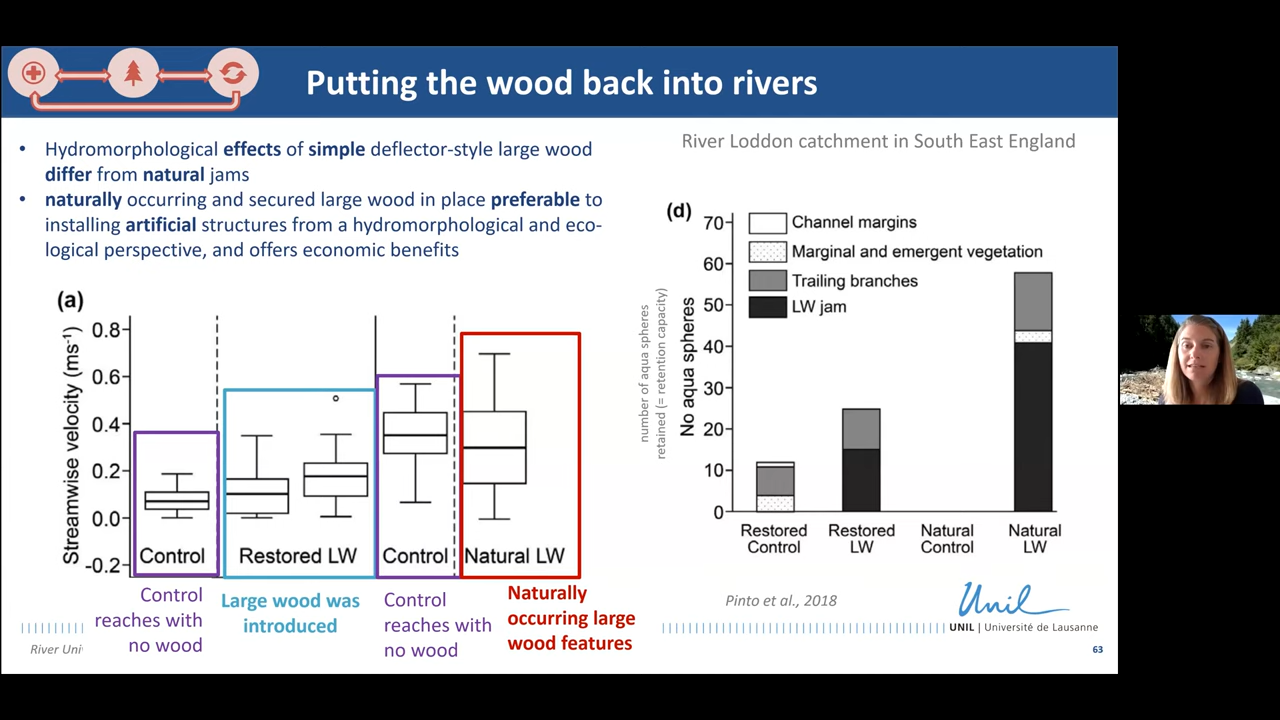 Putting the wood back into rivers
• Hydromorphological effects of simple deflector-style large wood
differ from natural jams
• naturally occurring and secured large wood in place preferable to
installing artificial structures from a hydromorphological and eco-
logical perspective, and offers economic benefits
River Loddon catchment in South East England
(a)
Streamwise velocity (ms⁻¹)
0.8
0.6
0.4
0.2
0.0
-0.2
Control
Restored LW
Control
Natural LW
Control
reaches with
no wood
Large wood was
introduced
Control
reaches with
no wood
Naturally
occurring large
wood features
(d)
number of aqua spheres
retained (= retention capacity)
No aqua spheres
70
60
50
40
30
20
10
0
Channel margins
Marginal and emergent vegetation
Trailing branches
LW jam
Restored
Control
Restored
LW
Natural
Control
Natural
LW
Pinto et al., 2018
Unil
UNIL | Université de Lausanne
River Uni
63